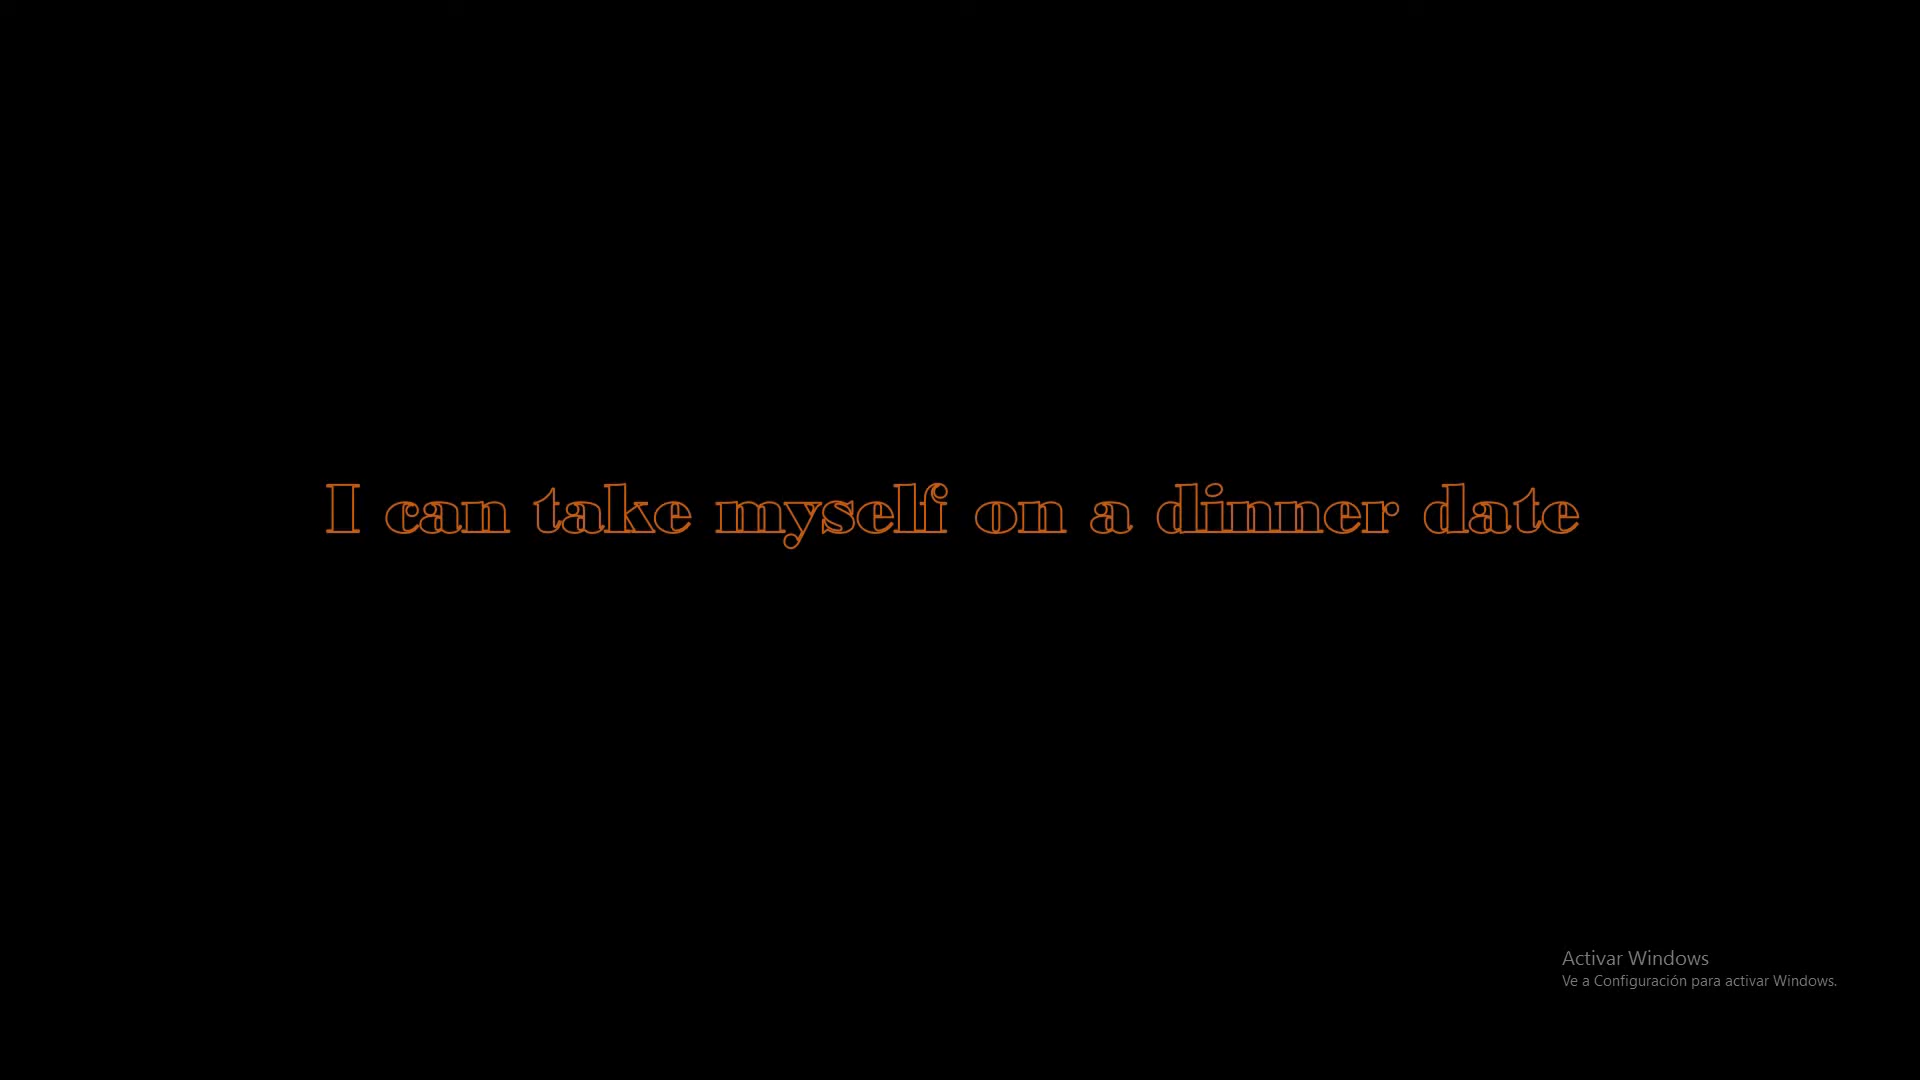 I can take myself on a dinner date
Activar Windows
Ve a Configuración para activar Windows.